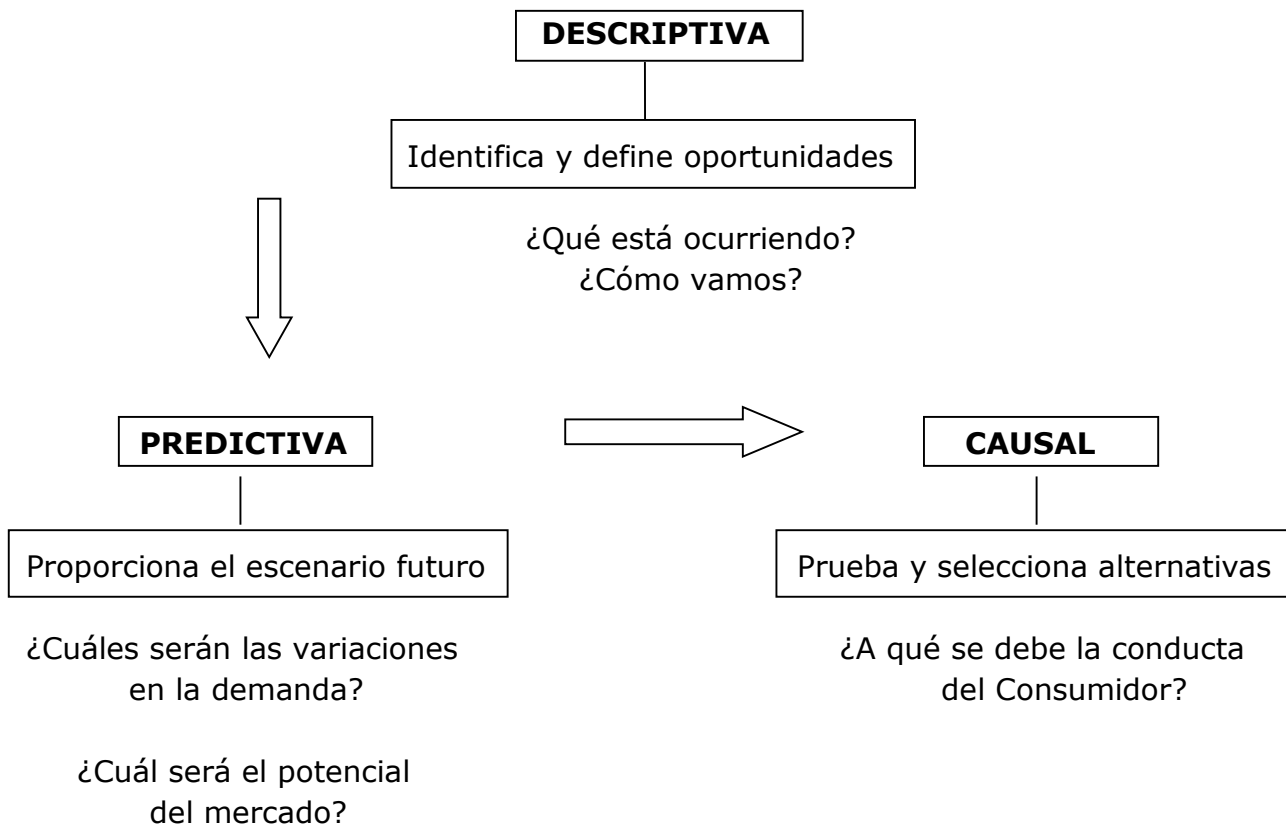 DESCRIPTIVA
Identifica y define oportunidades
¿Qué está ocurriendo?
¿Cómo vamos?
PREDICTIVA
Proporciona el escenario futuro
¿Cuáles serán las variaciones
en la demanda?
¿Cuál será el potencial
del mercado?
CAUSAL
Prueba y selecciona alternativas
¿A qué se debe la conducta
del Consumidor?